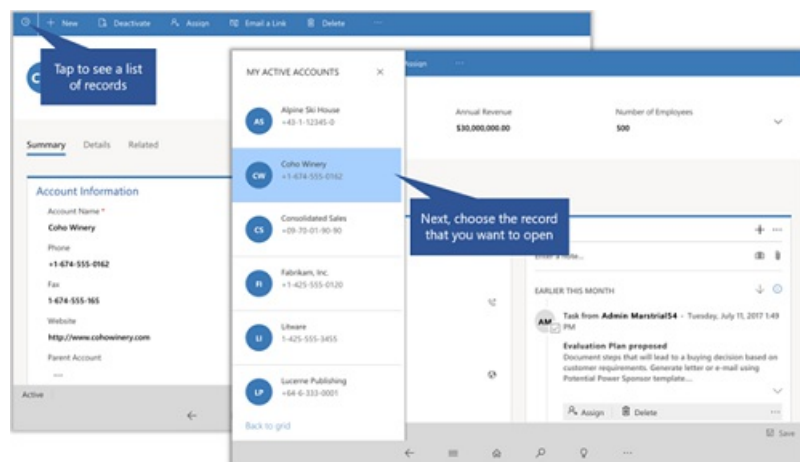 + New
Deactivate
Assign
Email a Link
Delete
...
Tap to see a list
of records
Summary
Details
Related
Account Information
Account Name *
Coho Winery
Phone
+1-674-555-0162
Fax
1-674-555-165
Website
http://www.cohowinery.com
Parent Account
---
Active
MY ACTIVE ACCOUNTS
AS
Alpine Ski House
+43-1-12345-0
CW
Coho Winery
+1-674-555-0162
CS
Consolidated Sales
+09-70-01-90-90
FI
Fabrikam, Inc.
+1-425-555-0120
LI
Litware
1-425-555-3455
LP
Lucerne Publishing
+64-6-333-0001
Back to grid
Assign
...
Annual Revenue
$30,000,000.00
Number of Employees
500
Next, choose the record
that you want to open
Enter a note...
EARLIER THIS MONTH
AM
Task from Admin Marstrial54 - Tuesday, July 11, 2017 1:49
PM
Evaluation Plan proposed
Document steps that will lead to a buying decision based on
customer requirements. Generate letter or e-mail using
Potential Power Sponsor template...
Assign
Delete
...
Save